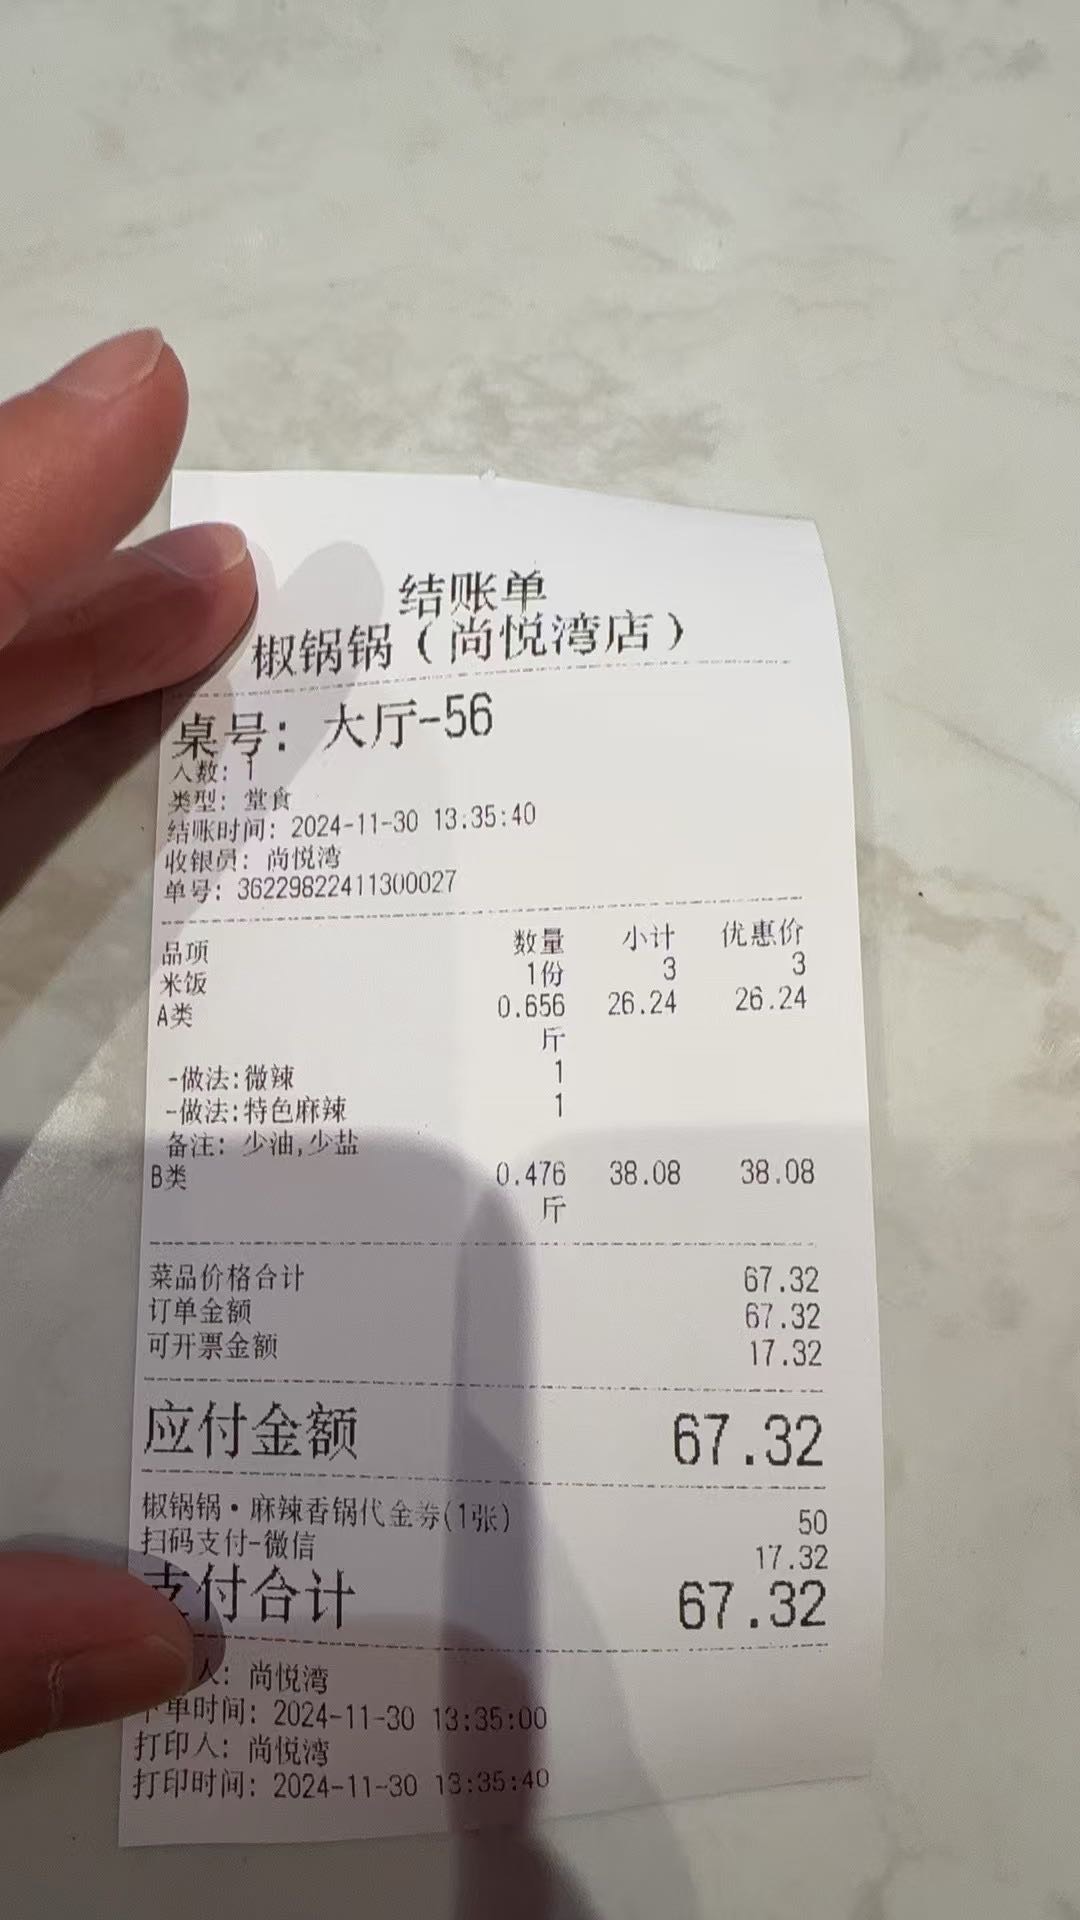 结账单
椒锅锅（尚悦湾店）
桌号：大厅-56
人数：1
类型：堂食
结账时间：2024-11-30 13:35:40
收银员：尚悦湾
单号：36229822411300027
品项 数量 小计 优惠价
米饭 1份 3 3
A类 0.656 26.24 26.24
斤
-做法:微辣 1
-做法:特色麻辣 1
备注：少油,少盐
B类 0.476 38.08 38.08
斤
菜品价格合计 67.32
订单金额 67.32
可开票金额 17.32
应付金额 67.32
椒锅锅·麻辣香锅代金券(1张) 50
扫码支付-微信 17.32
支付合计 67.32
人：尚悦湾
下单时间：2024-11-30 13:35:00
打印人：尚悦湾
打印时间：2024-11-30 13:35:40